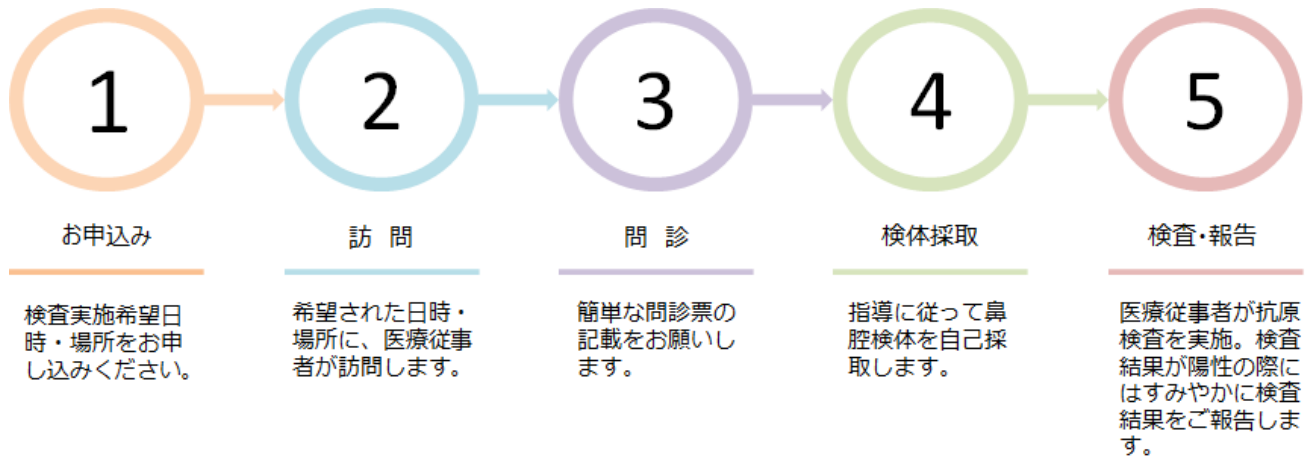 1
2
3
4
5
お申込み
訪 問
問 診
検体採取
検査・報告
検査実施希望日
時・場所をお申
し込みください。
希望された日時・
場所に、医療従事
者が訪問します。
簡単な問診票の
記載をお願いし
ます。
指導に従って鼻
腔検体を自己採
取します。
医療従事者が抗原
検査を実施。検査
結果が陽性の際に
はすみやかに検査
結果をご報告しま
す。